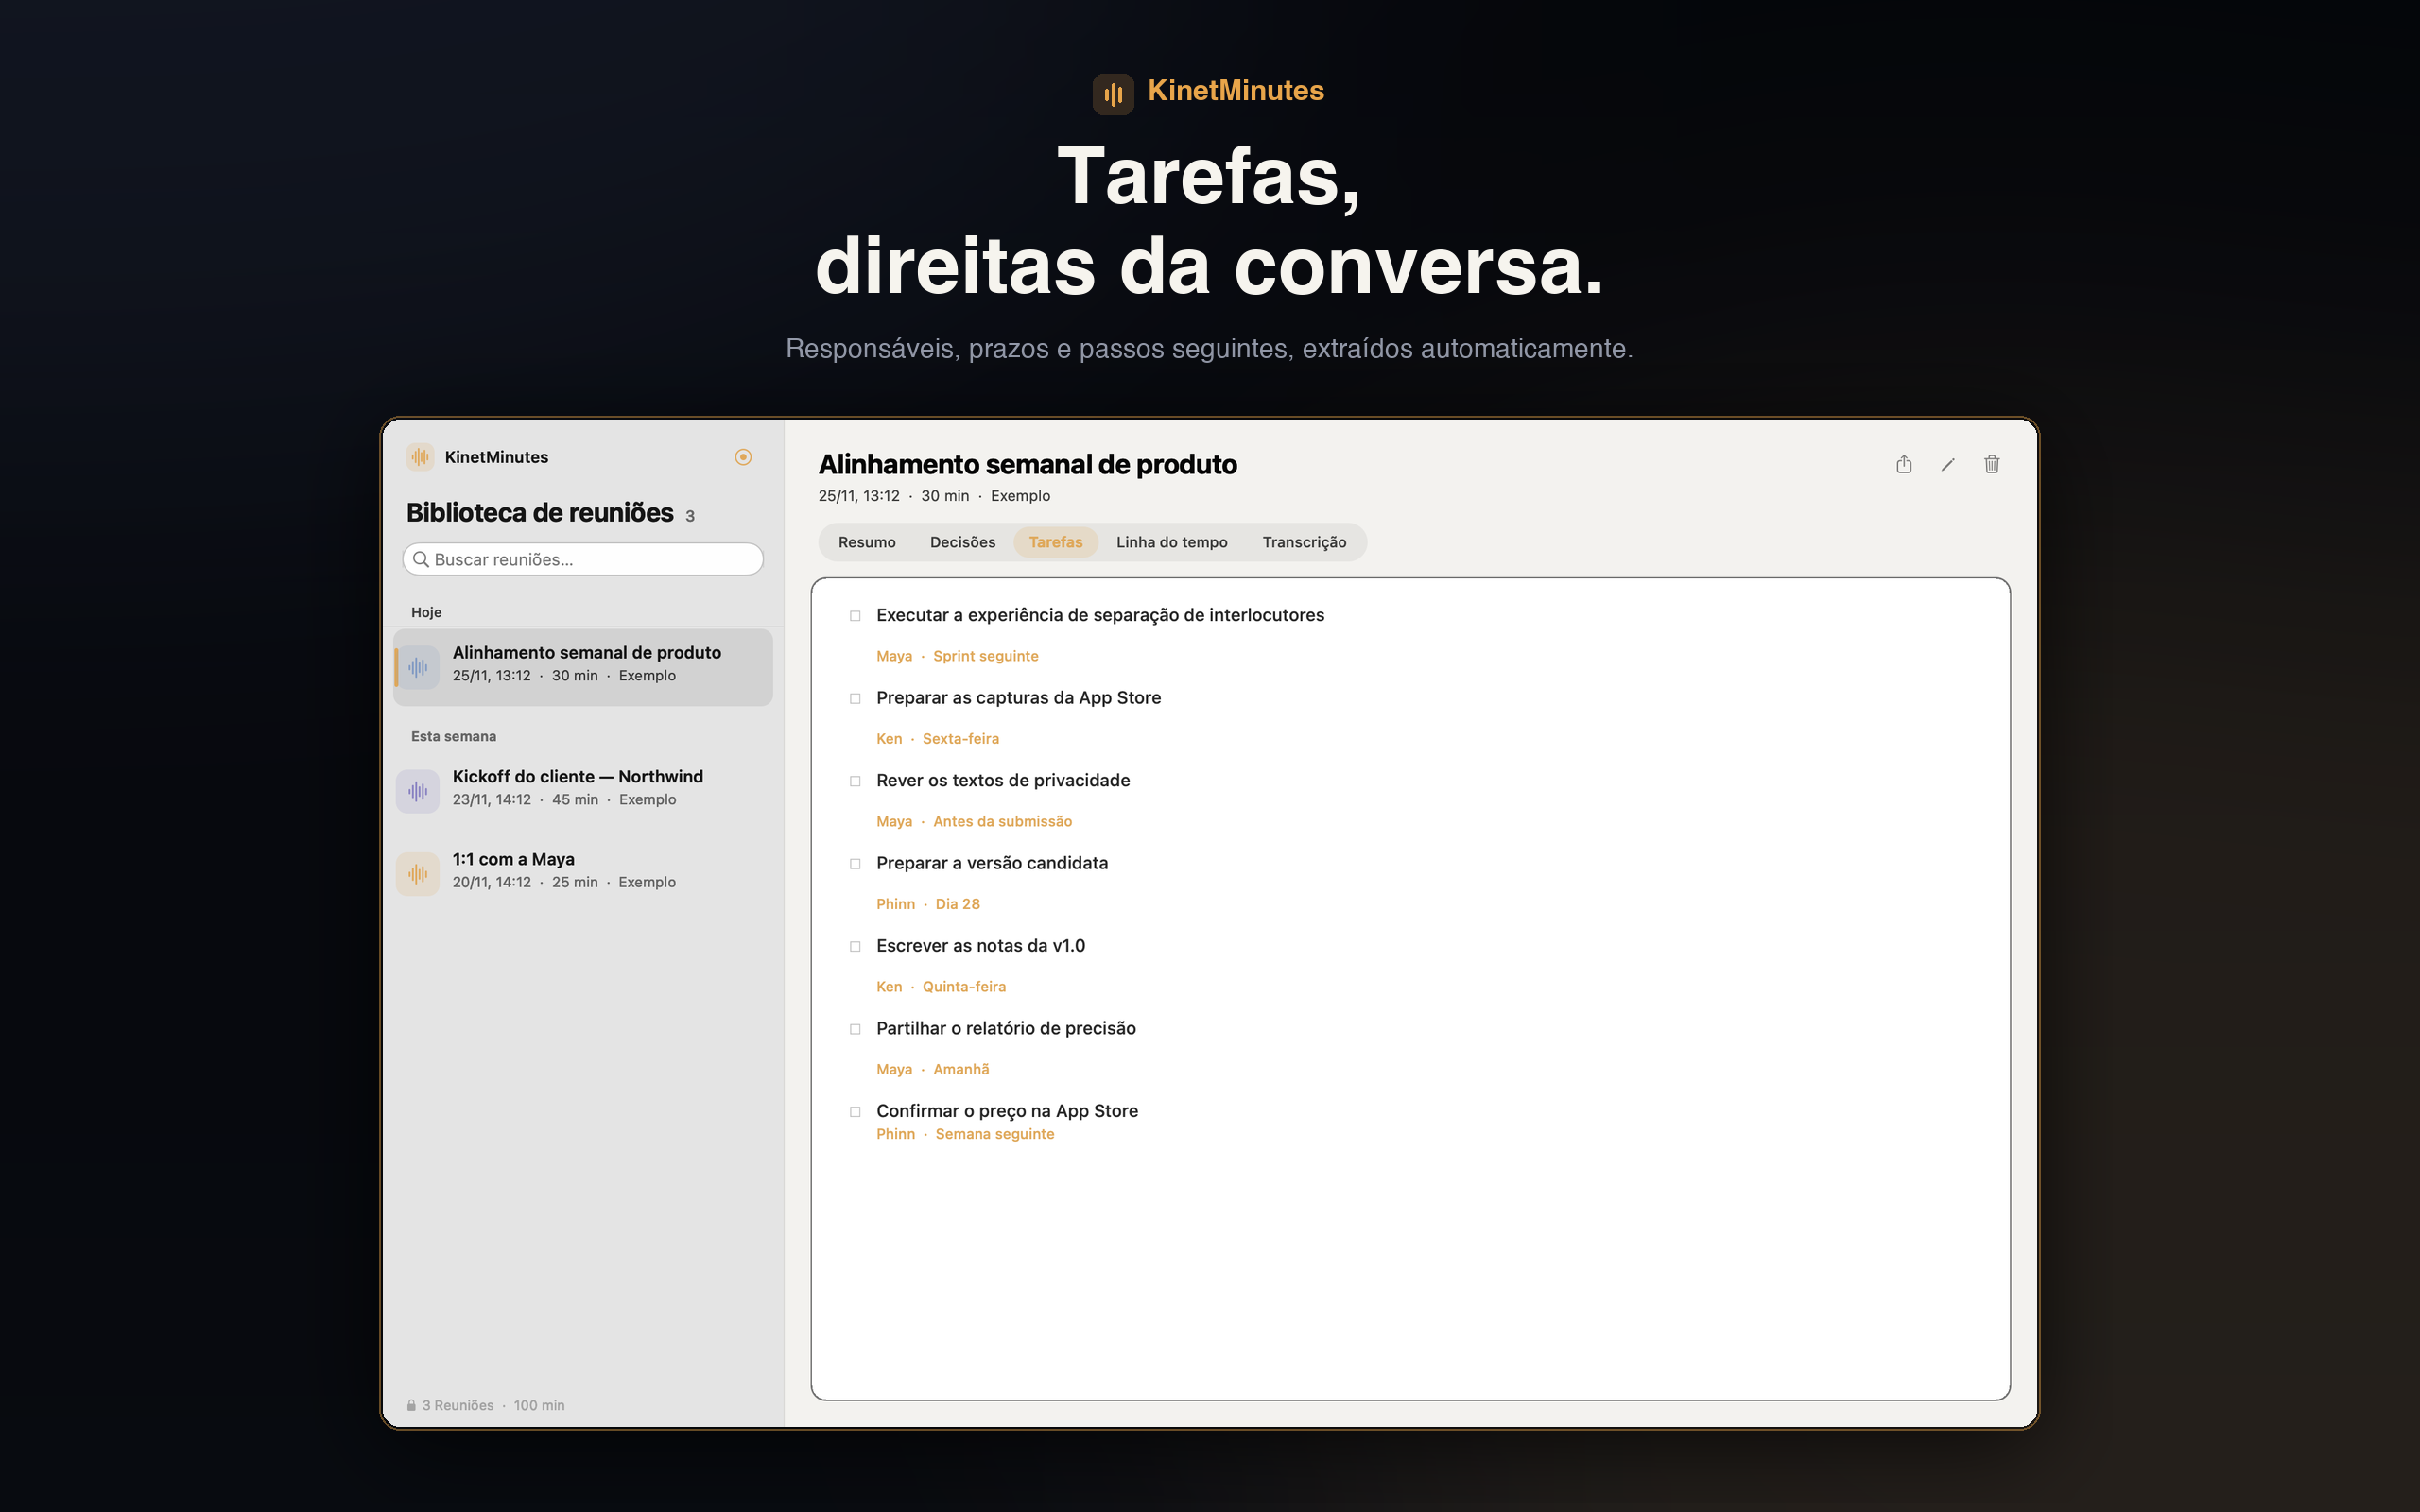 KinetMinutes
Tarefas,
direitas da conversa.
Responsáveis, prazos e passos seguintes, extraídos automaticamente.
KinetMinutes
Biblioteca de reuniões 3
Buscar reuniões...
Hoje
Alinhamento semanal de produto
25/11, 13:12 · 30 min · Exemplo
Esta semana
Kickoff do cliente — Northwind
23/11, 14:12 · 45 min · Exemplo
1:1 com a Maya
20/11, 14:12 · 25 min · Exemplo
3 Reuniões · 100 min
Alinhamento semanal de produto
25/11, 13:12 · 30 min · Exemplo
Resumo Decisões Tarefas Linha do tempo Transcrição
Executar a experiência de separação de interlocutores
Maya · Sprint seguinte
Preparar as capturas da App Store
Ken · Sexta-feira
Rever os textos de privacidade
Maya · Antes da submissão
Preparar a versão candidata
Phinn · Dia 28
Escrever as notas da v1.0
Ken · Quinta-feira
Partilhar o relatório de precisão
Maya · Amanhã
Confirmar o preço na App Store
Phinn · Semana seguinte